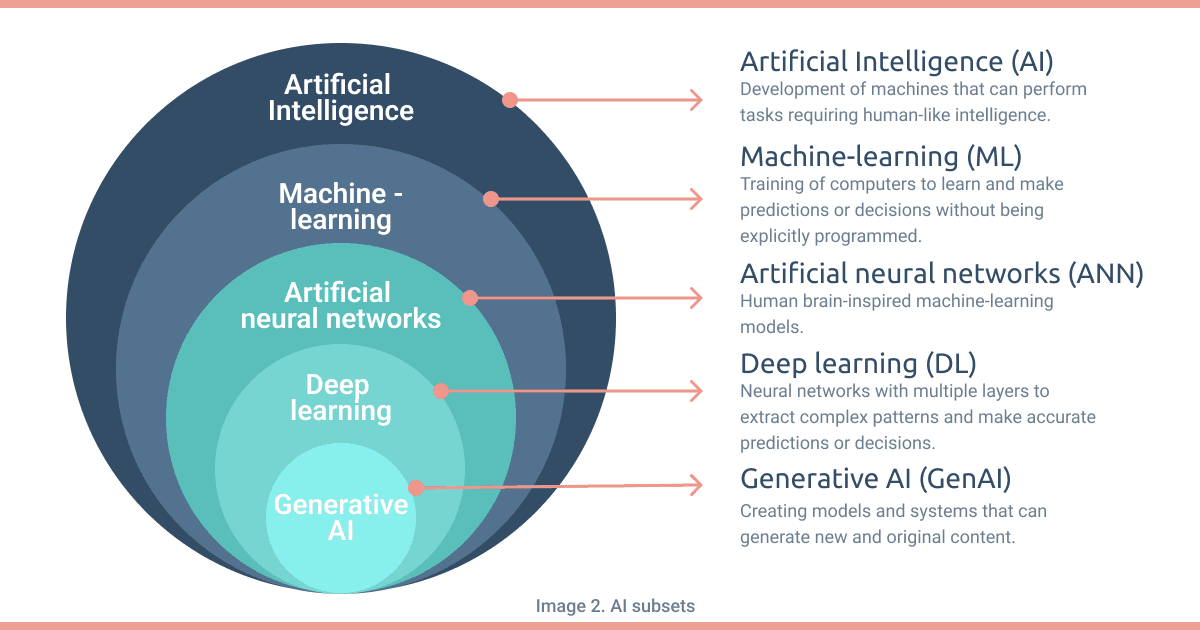 Artificial
Intelligence
Machine -
learning
Artificial
neural networks
Deep
learning
Generative
AI
Artificial Intelligence (AI)
Development of machines that can perform
tasks requiring human-like intelligence.
Machine-learning (ML)
Training of computers to learn and make
predictions or decisions without being
explicitly programmed.
Artificial neural networks (ANN)
Human brain-inspired machine-learning
models.
Deep learning (DL)
Neural networks with multiple layers to
extract complex patterns and make accurate
predictions or decisions.
Generative AI (GenAI)
Creating models and systems that can
generate new and original content.
Image 2. AI subsets